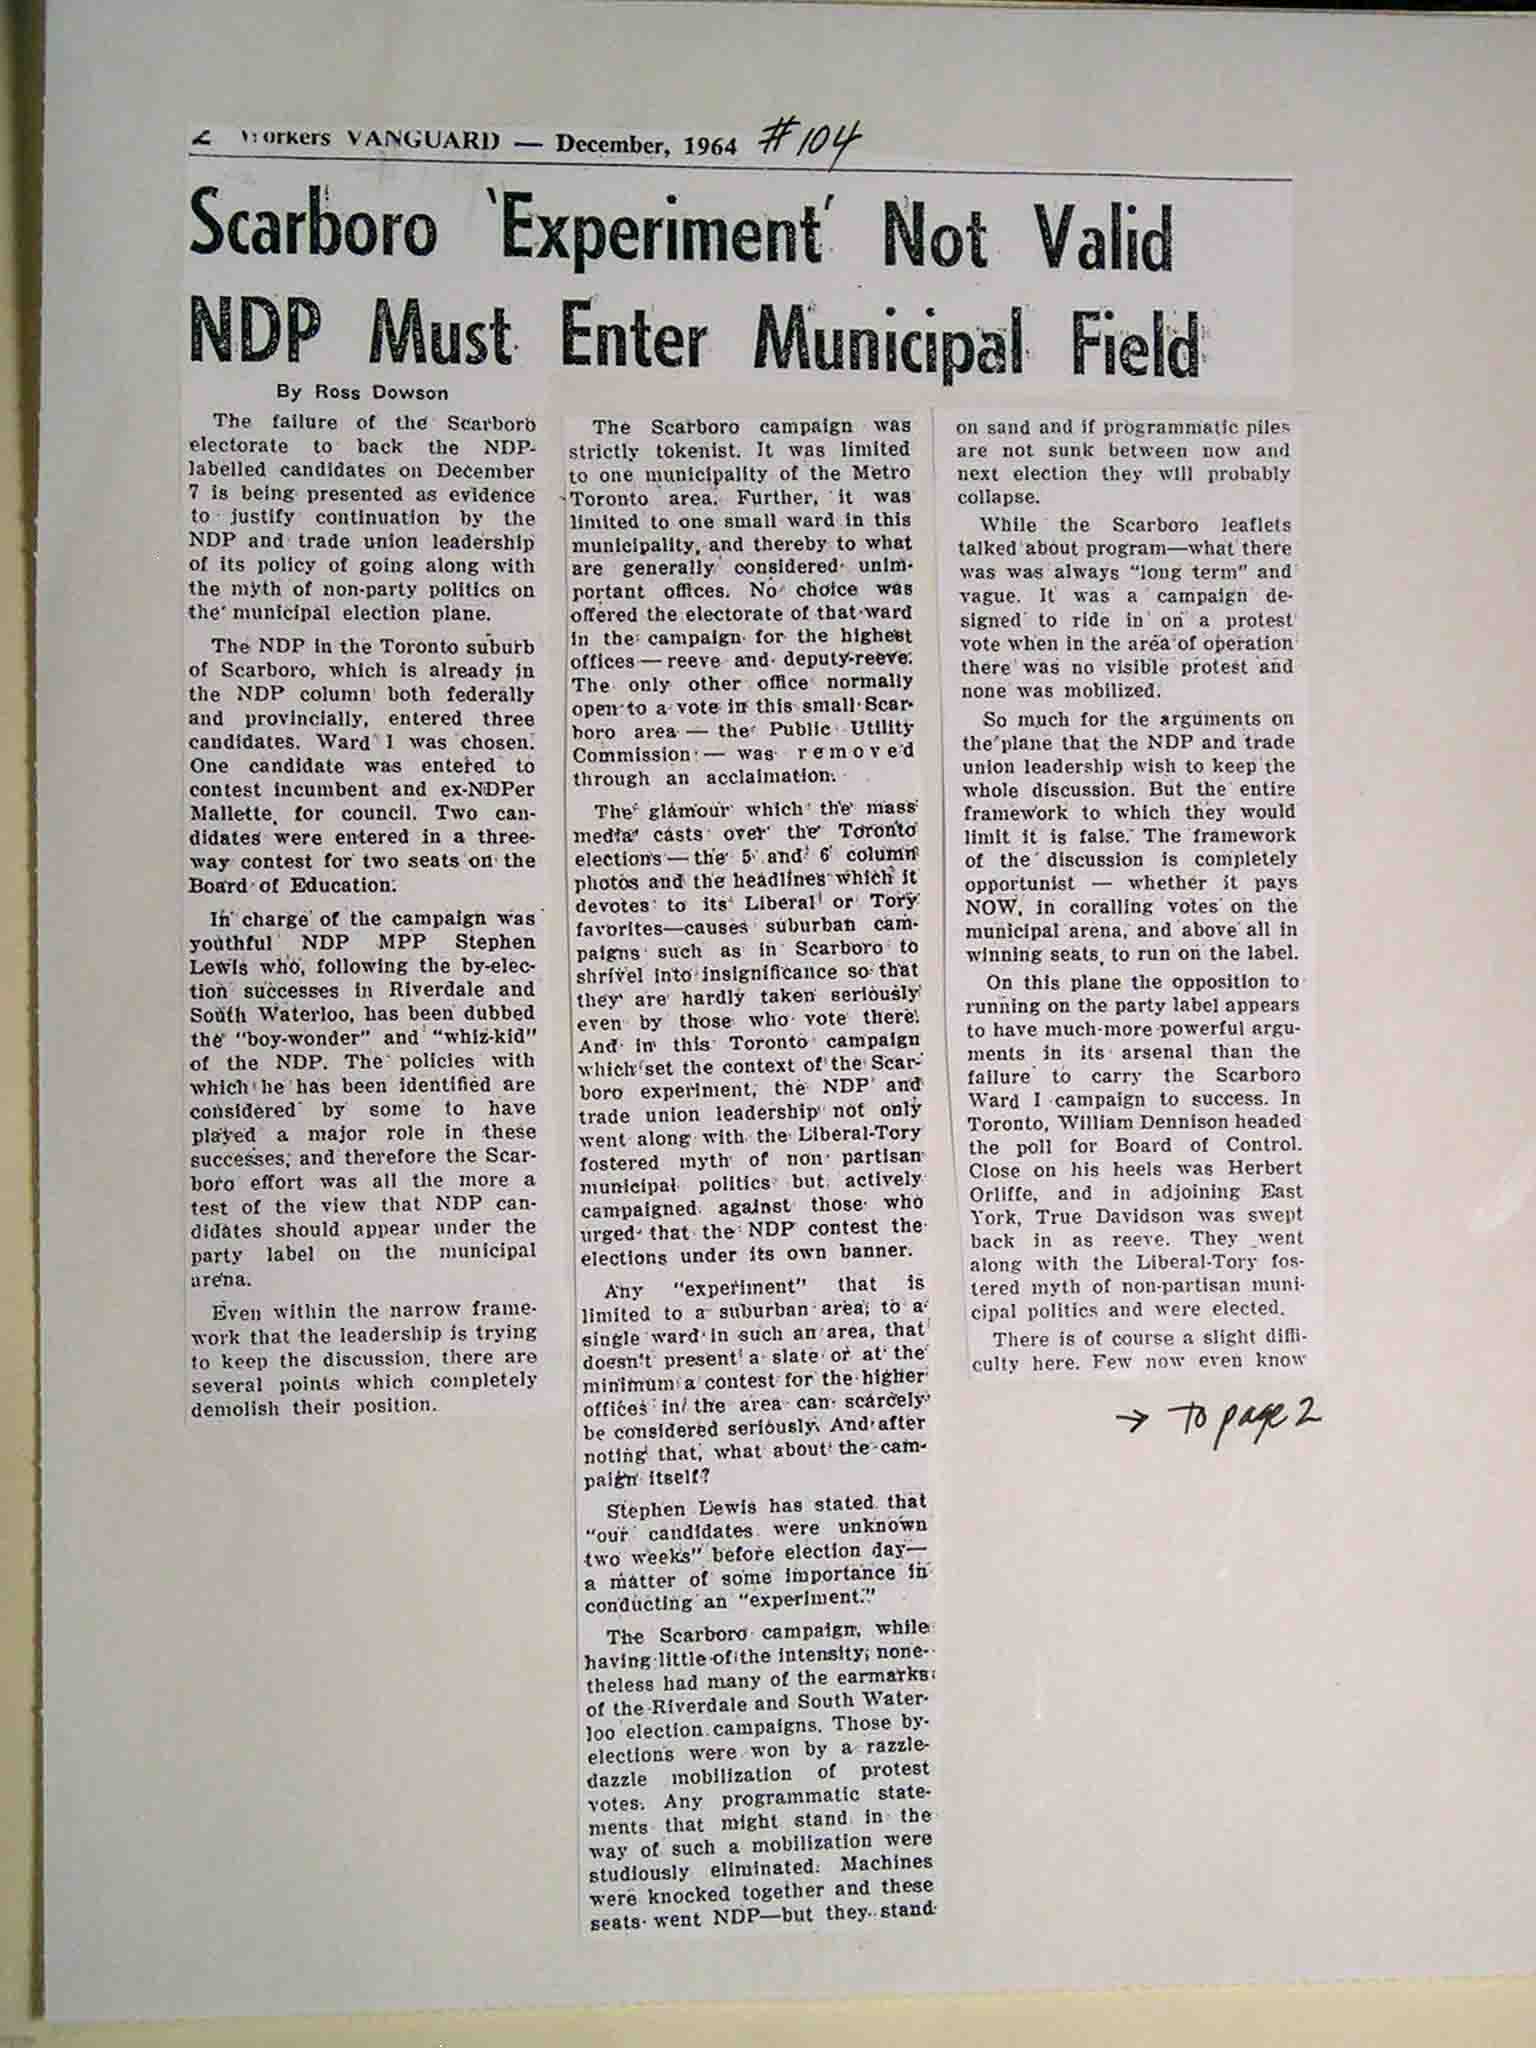 2 Workers VANGUARD — December, 1964 #104
Scarboro 'Experiment' Not Valid
NDP Must Enter Municipal Field
By Ross Dowson
The failure of the Scarboro
electorate to back the NDP-
labelled candidates on December
7 is being presented as evidence
to justify continuation by the
NDP and trade union leadership
of its policy of going along with
the myth of non-party politics on
the municipal election plane.
The NDP in the Toronto suburb
of Scarboro, which is already in
the NDP column both federally
and provincially, entered three
candidates. Ward 1 was chosen.
One candidate was entered to
contest incumbent and ex-NDPer
Mallette, for council. Two can-
didates were entered in a three-
way contest for two seats on the
Board of Education.
In charge of the campaign was
youthful NDP MPP Stephen
Lewis who, following the by-elec-
tion successes in Riverdale and
South Waterloo, has been dubbed
the "boy-wonder" and "whiz-kid"
of the NDP. The policies with
which he has been identified are
considered by some to have
played a major role in these
successes, and therefore the Scar-
boro effort was all the more a
test of the view that NDP can-
didates should appear under the
party label on the municipal
arena.
Even within the narrow frame-
work that the leadership is trying
to keep the discussion, there are
several points which completely
demolish their position.
The Scarboro campaign was
strictly tokenist. It was limited
to one municipality of the Metro
Toronto area. Further, it was
limited to one small ward in this
municipality, and thereby to what
are generally considered unim-
portant offices. No choice was
offered the electorate of that ward
in the campaign for the highest
offices — reeve and deputy-reeve.
The only other office normally
open to a vote in this small Scar-
boro area — the Public Utility
Commission — was removed
through an acclaimation.
The glamour which the mass
media casts over the Toronto
elections — the 5 and 6 column
photos and the headlines which it
devotes to its Liberal or Tory
favorites—causes suburban cam-
paigns such as in Scarboro to
shrivel into insignificance so that
they are hardly taken seriously
even by those who vote there.
And in this Toronto campaign
which set the context of the Scar-
boro experiment, the NDP and
trade union leadership not only
went along with the Liberal-Tory
fostered myth of non partisan
municipal politics but actively
campaigned against those who
urged that the NDP contest the
elections under its own banner.
Any "experiment" that is
limited to a suburban area, to a
single ward in such an area, that
doesn't present a slate or at the
minimum a contest for the higher
offices in the area can scarcely
be considered seriously. And after
noting that, what about the cam-
paign itself?
Stephen Lewis has stated that
"our candidates were unknown
two weeks" before election day—
a matter of some importance in
conducting an "experiment."
The Scarboro campaign, while
having little of the intensity, none-
theless had many of the earmarks
of the Riverdale and South Water-
loo election campaigns. Those by-
elections were won by a razzle-
dazzle mobilization of protest
votes. Any programmatic state-
ments that might stand in the
way of such a mobilization were
studiously eliminated. Machines
were knocked together and these
seats went NDP—but they stand
on sand and if programmatic piles
are not sunk between now and
next election they will probably
collapse.
While the Scarboro leaflets
talked about program—what there
was was always "long term" and
vague. It was a campaign de-
signed to ride in on a protest
vote when in the area of operation
there was no visible protest and
none was mobilized.
So much for the arguments on
the plane that the NDP and trade
union leadership wish to keep the
whole discussion. But the entire
framework to which they would
limit it is false. The framework
of the discussion is completely
opportunist — whether it pays
NOW, in coralling votes on the
municipal arena, and above all in
winning seats, to run on the label.
On this plane the opposition to
running on the party label appears
to have much more powerful argu-
ments in its arsenal than the
failure to carry the Scarboro
Ward I campaign to success. In
Toronto, William Dennison headed
the poll for Board of Control.
Close on his heels was Herbert
Orliffe, and in adjoining East
York, True Davidson was swept
back in as reeve. They went
along with the Liberal-Tory fos-
tered myth of non-partisan muni-
cipal politics and were elected.
There is of course a slight diffi-
culty here. Few now even know
→ to page 2